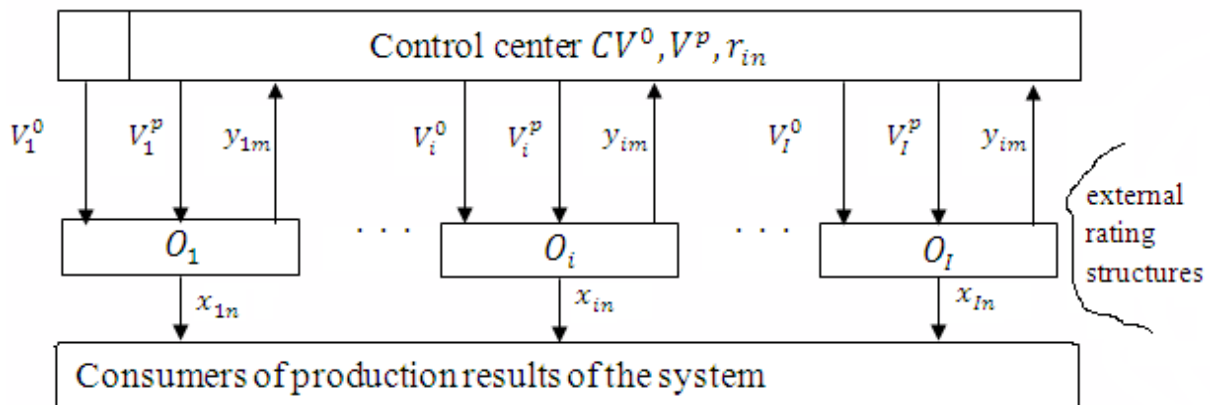 Control center CV⁰, Vᵖ, rᵢₙ
V₁⁰ V₁ᵖ y₁ₘ Vᵢ⁰ Vᵢᵖ yᵢₘ V_I⁰ V_Iᵖ yᵢₘ
external
rating
structures
O₁ . . . Oᵢ . . . O_I
x₁ₙ xᵢₙ x_Iₙ
Consumers of production results of the system